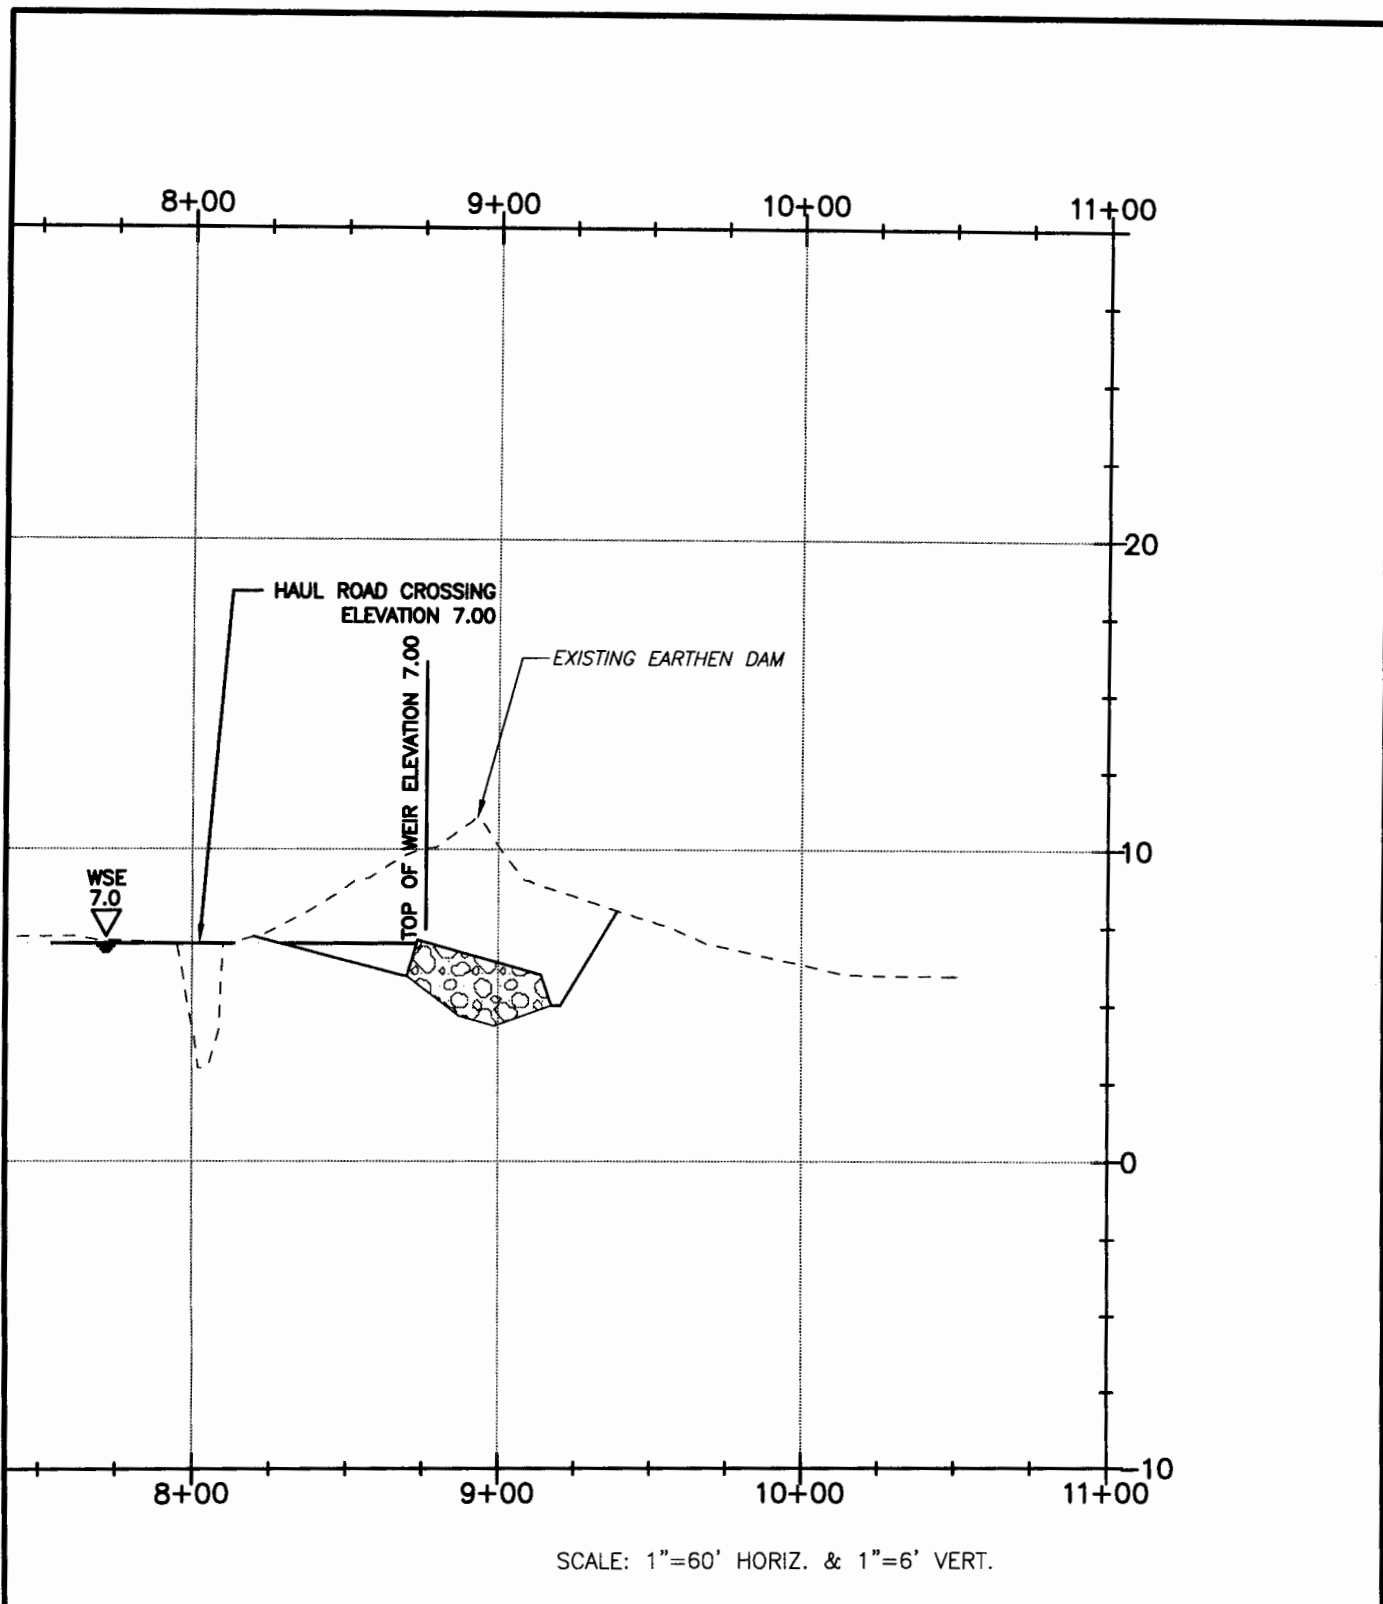 8+00
9+00
10+00
11+00
20
HAUL ROAD CROSSING
ELEVATION 7.00
TOP OF WEIR ELEVATION 7.00
EXISTING EARTHEN DAM
10
WSE
7.0
0
-10
8+00
9+00
10+00
11+00
SCALE: 1"=60' HORIZ. & 1"=6' VERT.